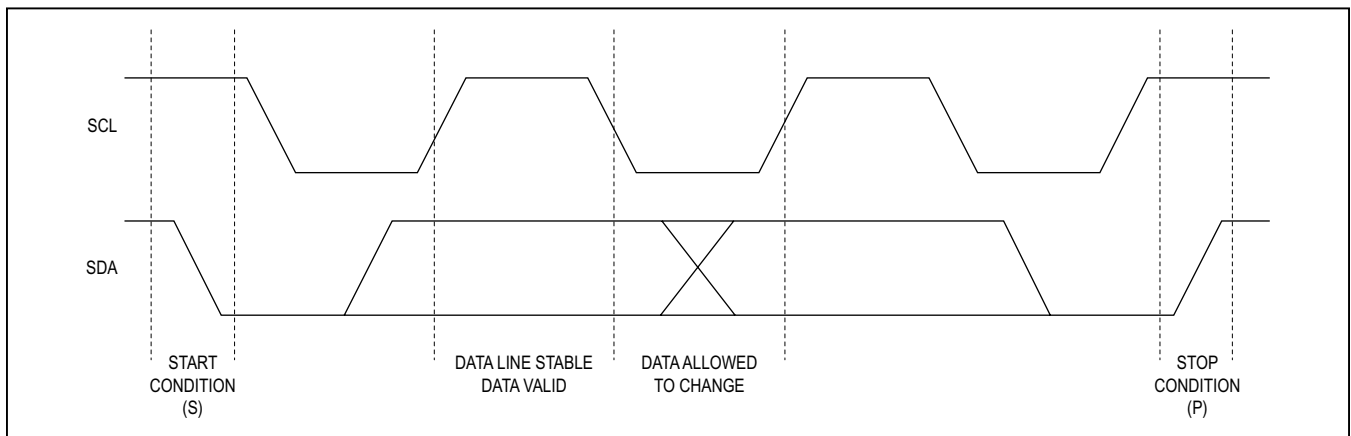 SCL
SDA
START
CONDITION
(S)
DATA LINE STABLE
DATA VALID
DATA ALLOWED
TO CHANGE
STOP
CONDITION
(P)